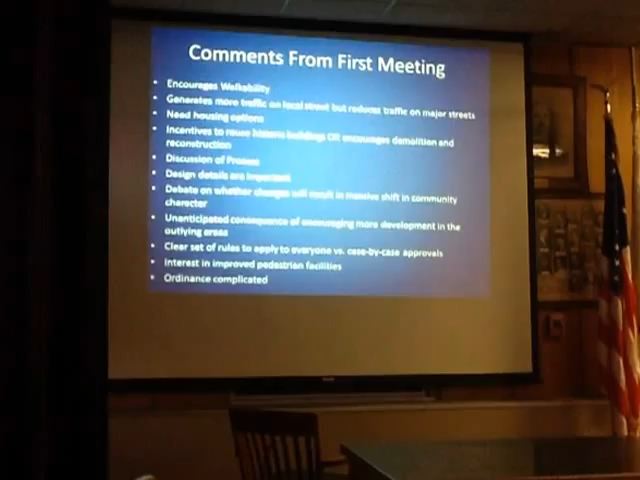 Comments From First Meeting
• Encourages Walkability
• Generates more traffic on local street but reduces traffic on major streets
• Need housing options
• Incentives to reuse historic buildings OR encourages demolition and
reconstruction
• Discussion of Process
• Design details are important
• Debate on whether changes will result in massive shift in community
character
• Unanticipated consequence of encouraging more development in the
outlying areas
• Clear set of rules to apply to everyone vs. case-by-case approvals
• Interest in improved pedestrian facilities
• Ordinance complicated